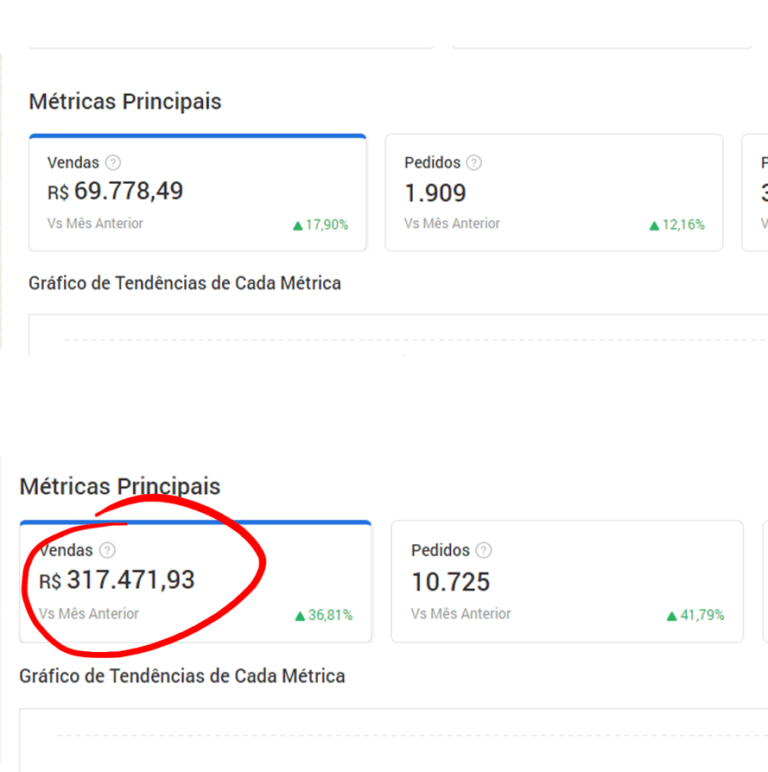 Métricas Principais
Vendas ?
R$ 69.778,49
Vs Mês Anterior ▲ 17,90%
Pedidos ?
1.909
Vs Mês Anterior ▲ 12,16%
Gráfico de Tendências de Cada Métrica
Métricas Principais
Vendas ?
R$ 317.471,93
Vs Mês Anterior ▲ 36,81%
Pedidos ?
10.725
Vs Mês Anterior ▲ 41,79%
Gráfico de Tendências de Cada Métrica